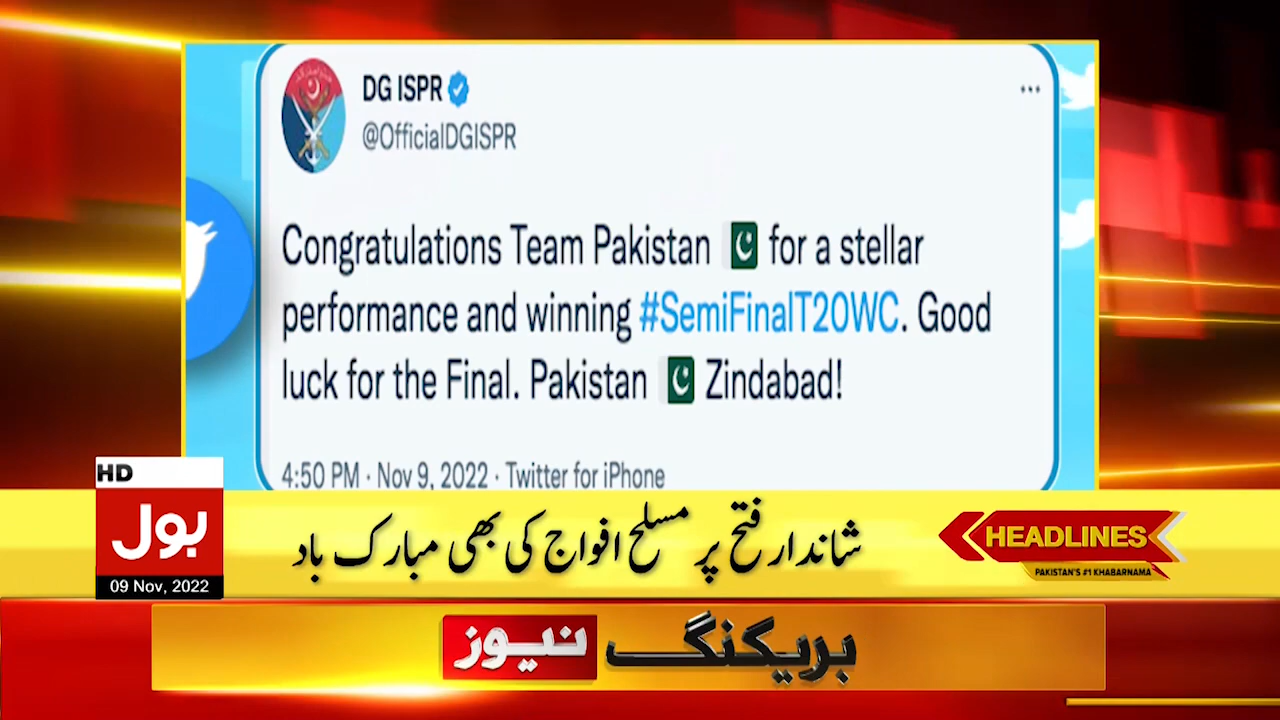 DG ISPR
@OfficialDGISPR
Congratulations Team Pakistan 🇵🇰 for a stellar
performance and winning #SemiFinalT20WC. Good
luck for the Final. Pakistan 🇵🇰 Zindabad!
4:50 PM · Nov 9, 2022 · Twitter for iPhone
HD
بول
09 Nov, 2022
شاندار فتح پر مسلح افواج کی بھی مبارک باد
HEADLINES
PAKISTAN'S #1 KHABARNAMA
بریکنگ نیوز